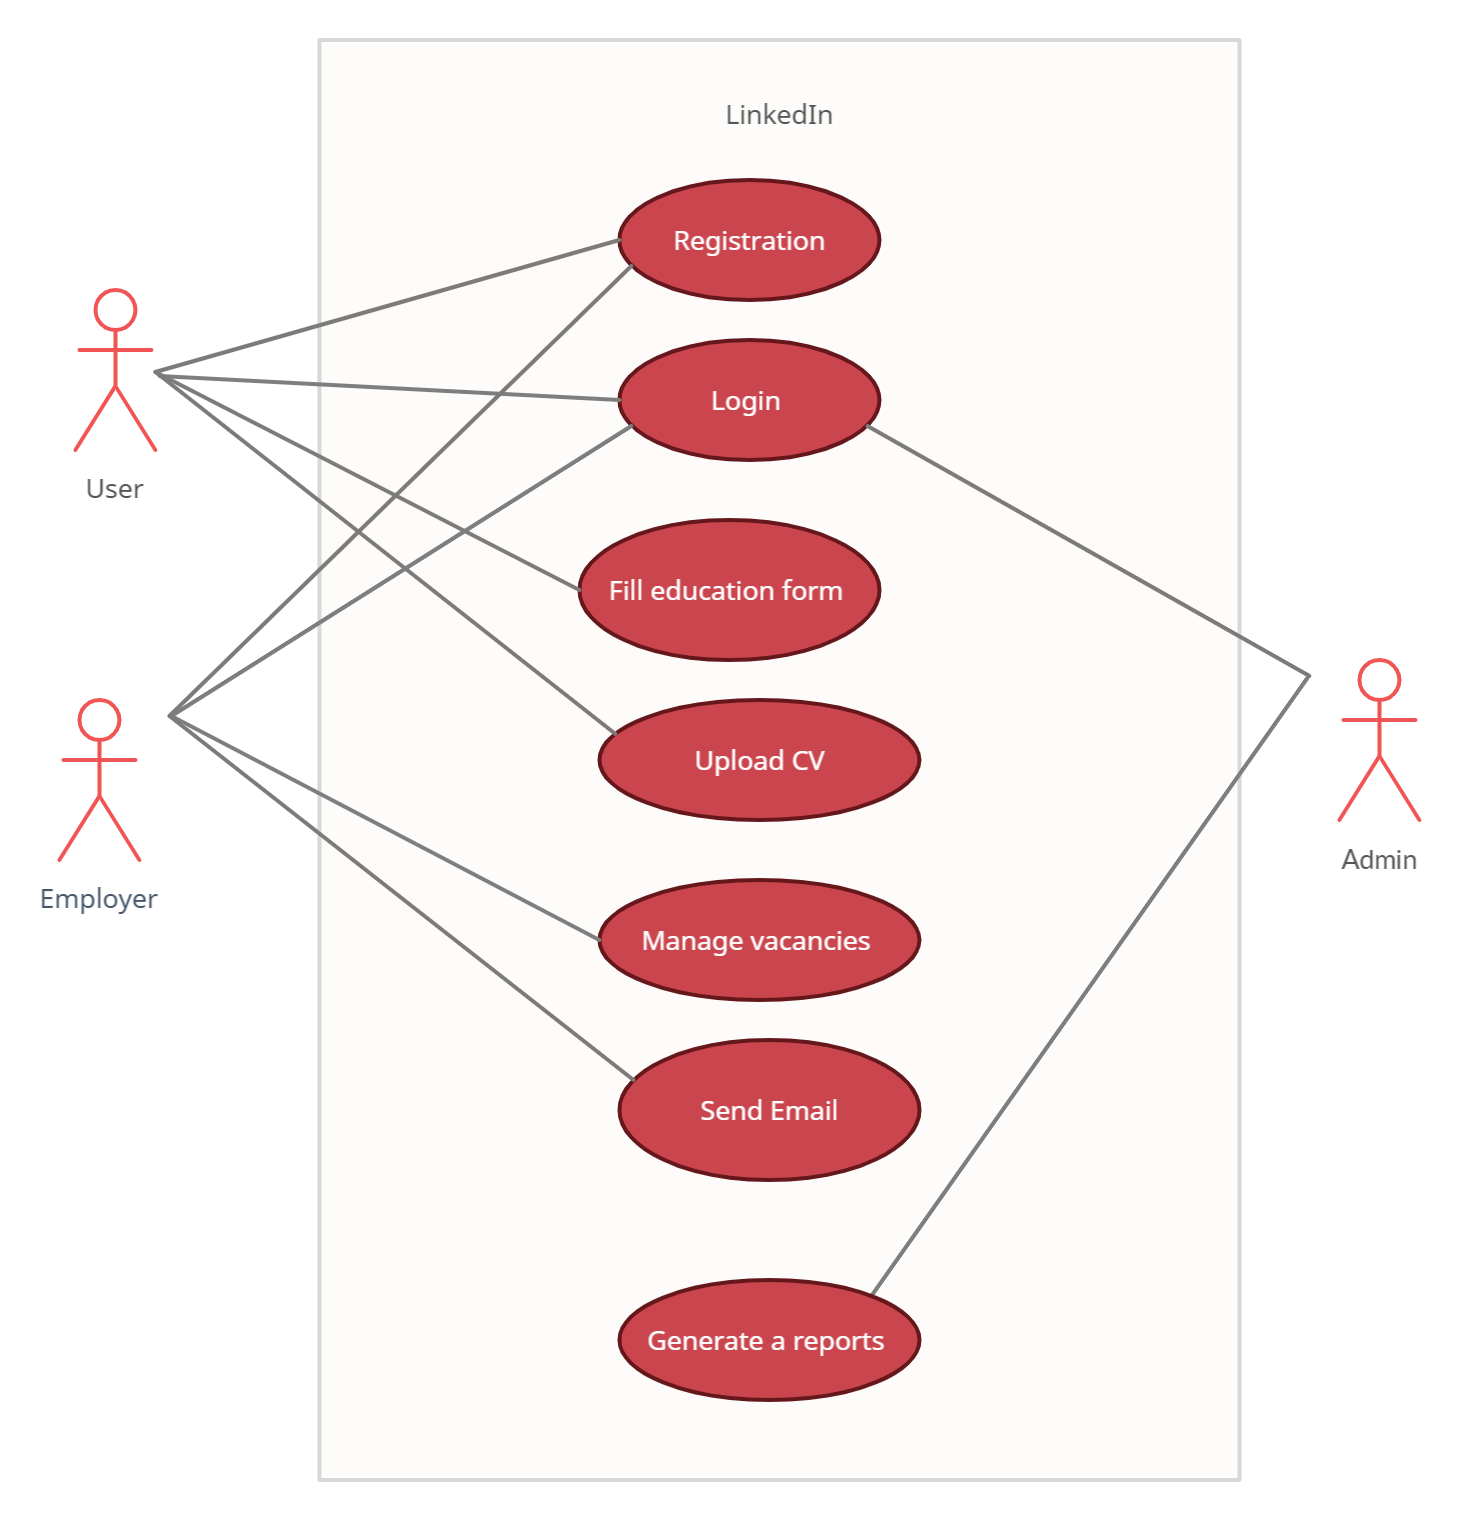 LinkedIn
Registration
Login
User
Fill education form
Upload CV
Admin
Employer
Manage vacancies
Send Email
Generate a reports